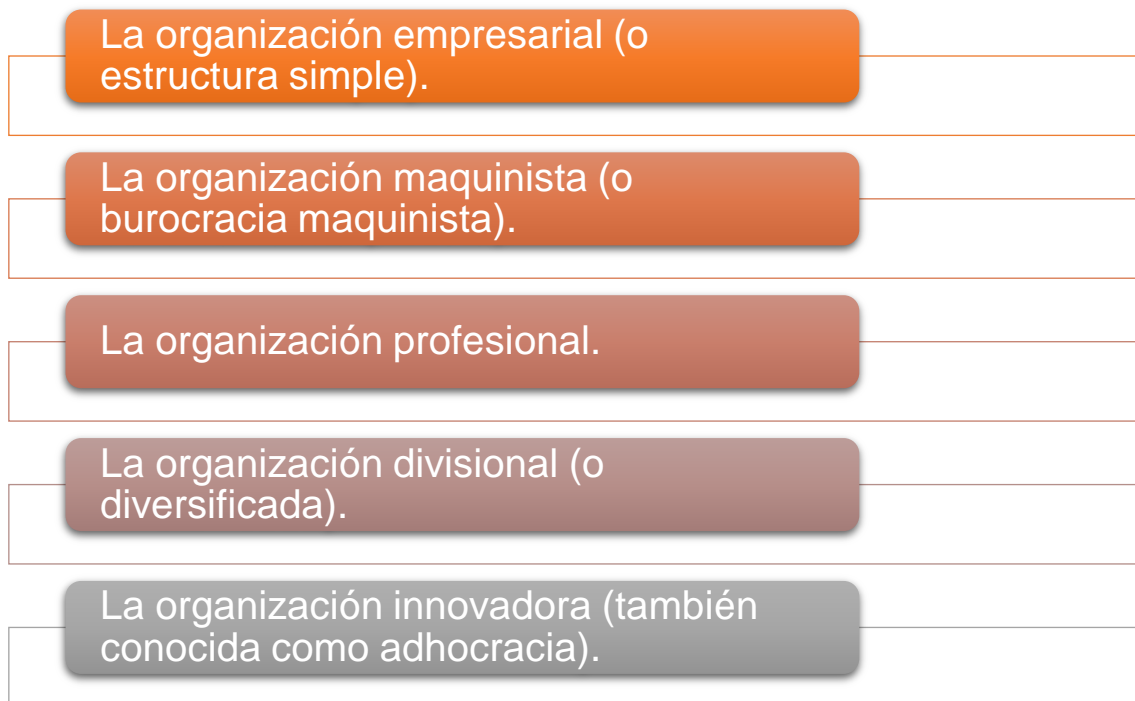 La organización empresarial (o
estructura simple).
La organización maquinista (o
burocracia maquinista).
La organización profesional.
La organización divisional (o
diversificada).
La organización innovadora (también
conocida como adhocracia).